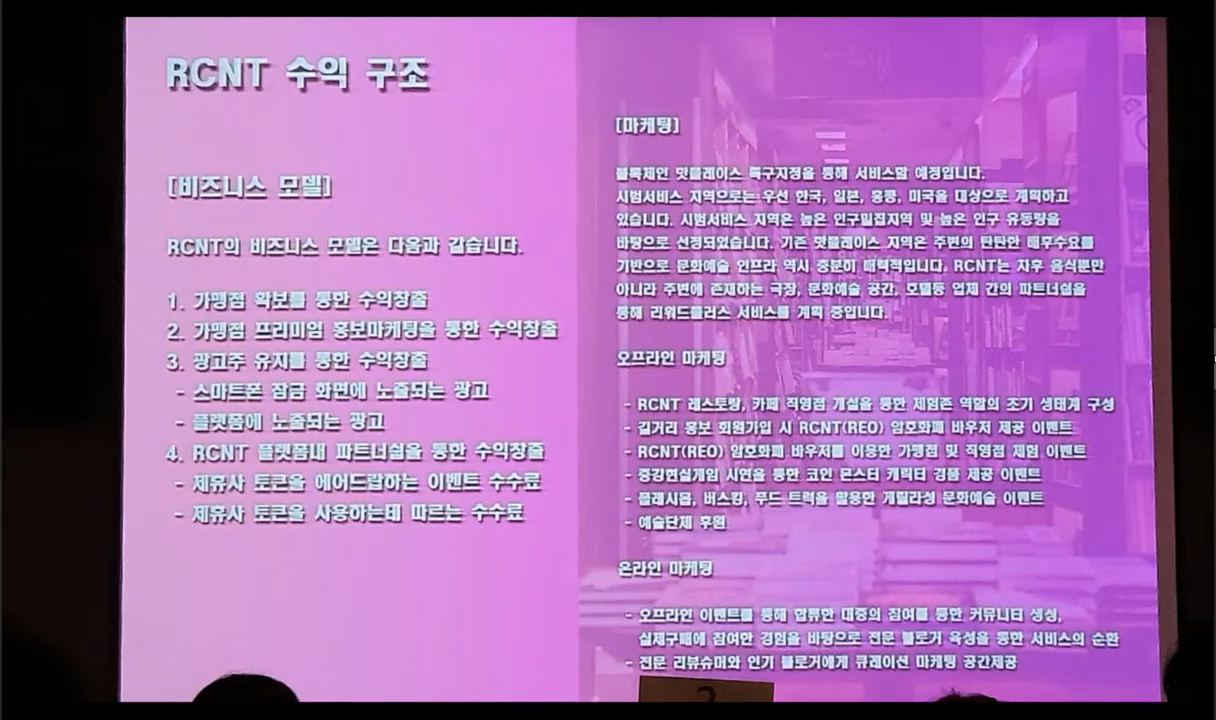 RCNT 수익 구조
[비즈니스 모델]
RCNT의 비즈니스 모델은 다음과 같습니다.
1. 가맹점 확보를 통한 수익창출
2. 가맹점 프리미엄 홍보마케팅을 통한 수익창출
3. 광고주 유치를 통한 수익창출
- 스마트폰 잠금 화면에 노출되는 광고
- 플랫폼에 노출되는 광고
4. RCNT 플랫폼내 파트너쉽을 통한 수익창출
- 제휴사 토큰을 에어드랍하는 이벤트 수수료
- 제휴사 토큰을 사용하는데 따르는 수수료
[마케팅]
블록체인 핫플레이스 특구지정을 통해 서비스할 예정입니다.
시범서비스 지역으로는 우선 한국, 일본, 홍콩, 미국을 대상으로 계획하고
있습니다. 시범서비스 지역은 높은 인구밀집지역 및 높은 인구 유동량을
바탕으로 선정되었습니다. 기존 핫플레이스 지역은 주변의 탄탄한 배후수요를
기반으로 문화예술 인프라 역시 충분히 매력적입니다. RCNT는 차후 음식뿐만
아니라 주변에 존재하는 극장, 문화예술 공간, 호텔등 업체 간의 파트너쉽을
통해 리워드플러스 서비스를 계획 중입니다.
오프라인 마케팅
- RCNT 레스토랑, 카페 직영점 개설을 통한 체험존 역할의 초기 생태계 구성
- 길거리 홍보 회원가입 시 RCNT(REO) 암호화폐 바우처 제공 이벤트
- RCNT(REO) 암호화폐 바우처를 이용한 가맹점 및 직영점 체험 이벤트
- 증강현실게임 시연을 통한 코인 몬스터 캐릭터 경품 제공 이벤트
- 플래시몹, 버스킹, 푸드 트럭을 활용한 게릴라성 문화예술 이벤트
- 예술단체 후원
온라인 마케팅
- 오프라인 이벤트를 통해 합류한 대중의 참여를 통한 커뮤니티 생성,
실제구매에 참여한 경험을 바탕으로 전문 블로거 육성을 통한 서비스의 순환
- 전문 리뷰슈머와 인기 블로거에게 큐레이션 마케팅 공간제공
2